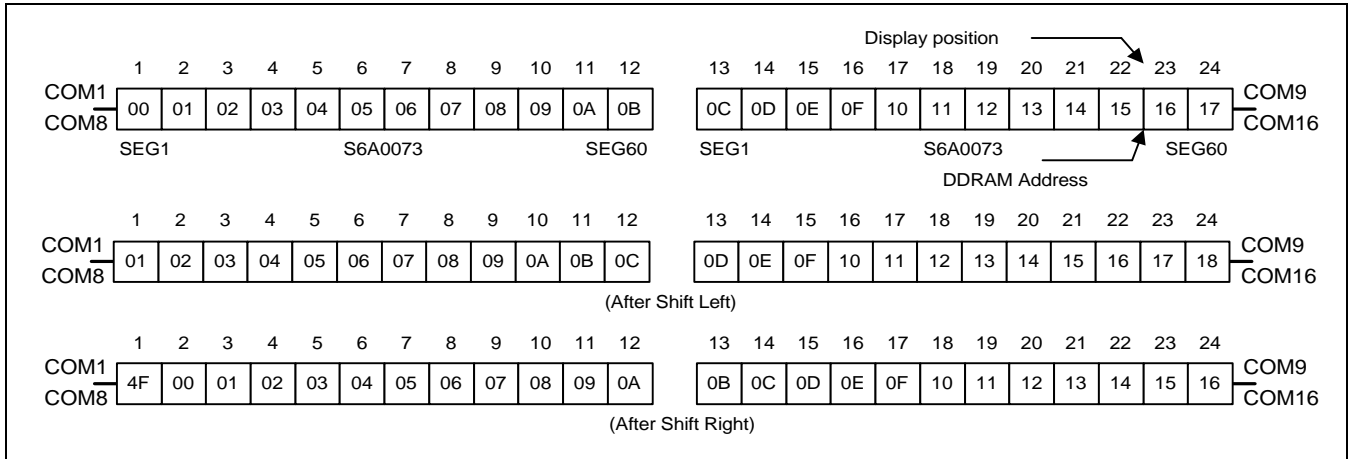 Display position
1 2 3 4 5 6 7 8 9 10 11 12 13 14 15 16 17 18 19 20 21 22 23 24
COM1 COM9
00 01 02 03 04 05 06 07 08 09 0A 0B 0C 0D 0E 0F 10 11 12 13 14 15 16 17
COM8 COM16
SEG1 S6A0073 SEG60 SEG1 S6A0073 SEG60
DDRAM Address
1 2 3 4 5 6 7 8 9 10 11 12 13 14 15 16 17 18 19 20 21 22 23 24
COM1 COM9
01 02 03 04 05 06 07 08 09 0A 0B 0C 0D 0E 0F 10 11 12 13 14 15 16 17 18
COM8 COM16
(After Shift Left)
1 2 3 4 5 6 7 8 9 10 11 12 13 14 15 16 17 18 19 20 21 22 23 24
COM1 COM9
4F 00 01 02 03 04 05 06 07 08 09 0A 0B 0C 0D 0E 0F 10 11 12 13 14 15 16
COM8 COM16
(After Shift Right)